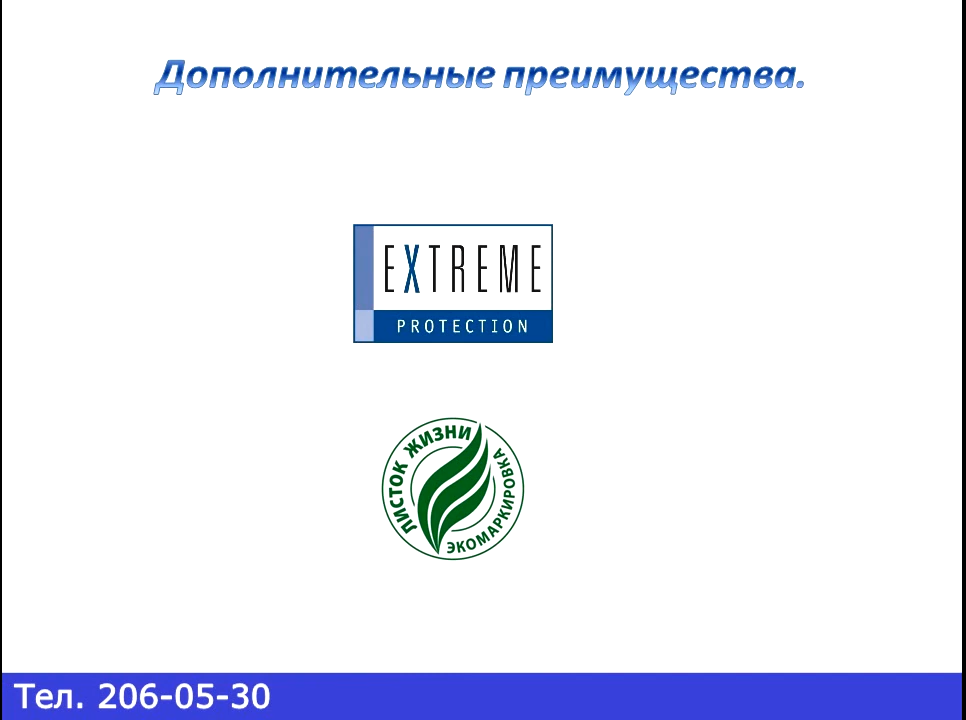 Дополнительные преимущества.
EXTREME
PROTECTION
ЛИСТОК ЖИЗНИ
ЭКОМАРКИРОВКА
Тел. 206-05-30